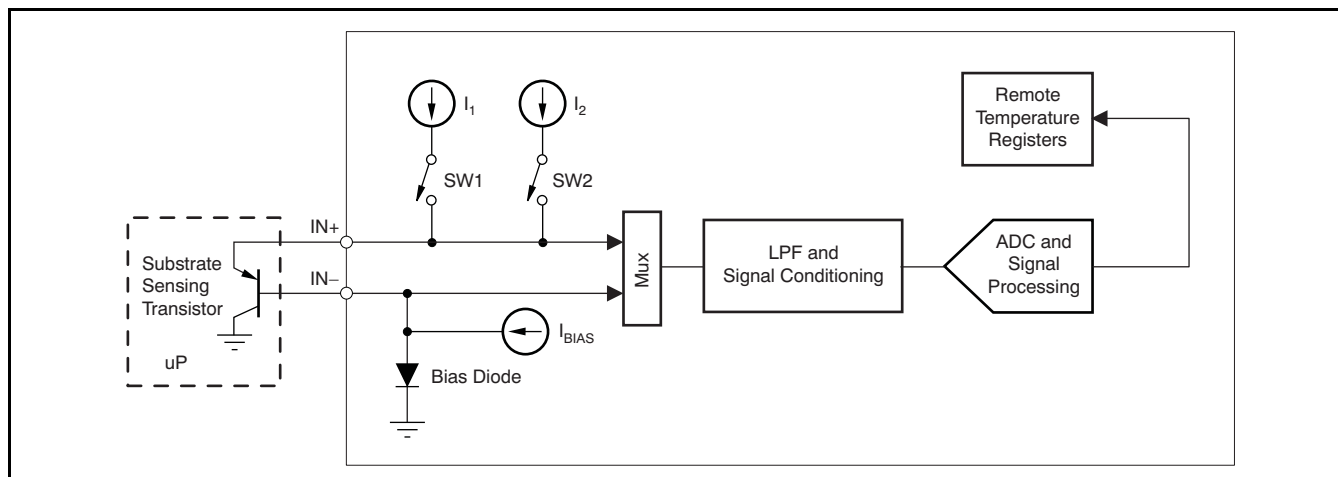 I1
I2
SW1
SW2
Remote
Temperature
Registers
IN+
IN−
Substrate
Sensing
Transistor
uP
Mux
LPF and
Signal Conditioning
ADC and
Signal
Processing
IBIAS
Bias Diode